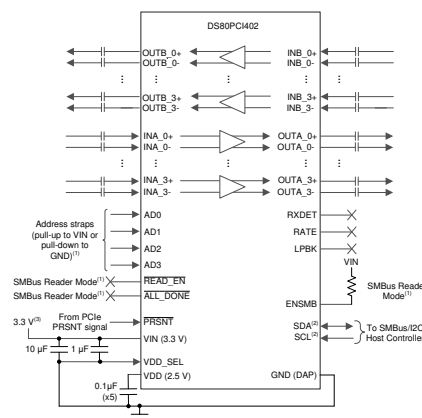 DS80PCI402
OUTB_0+
OUTB_0-
INB_0+
INB_0-
OUTB_3+
OUTB_3-
INB_3+
INB_3-
INA_0+
INA_0-
OUTA_0+
OUTA_0-
INA_3+
INA_3-
OUTA_3+
OUTA_3-
Address straps
(pull-up to VIN or
pull-down to
GND)(1)
AD0
AD1
AD2
AD3
RXDET
RATE
LPBK
VIN
SMBus Reade
Mode(1)
ENSMB
SMBus Reader Mode(1)
READ_EN
SMBus Reader Mode(1)
ALL_DONE
From PCIe
PRSNT signal
PRSNT
SDA(2)
SCL(2)
To SMBus/I2C
Host Controlle
3.3 V(3)
VIN (3.3 V)
10 µF
1 µF
VDD_SEL
VDD (2.5 V)
0.1µF
(x5)
GND (DAP)